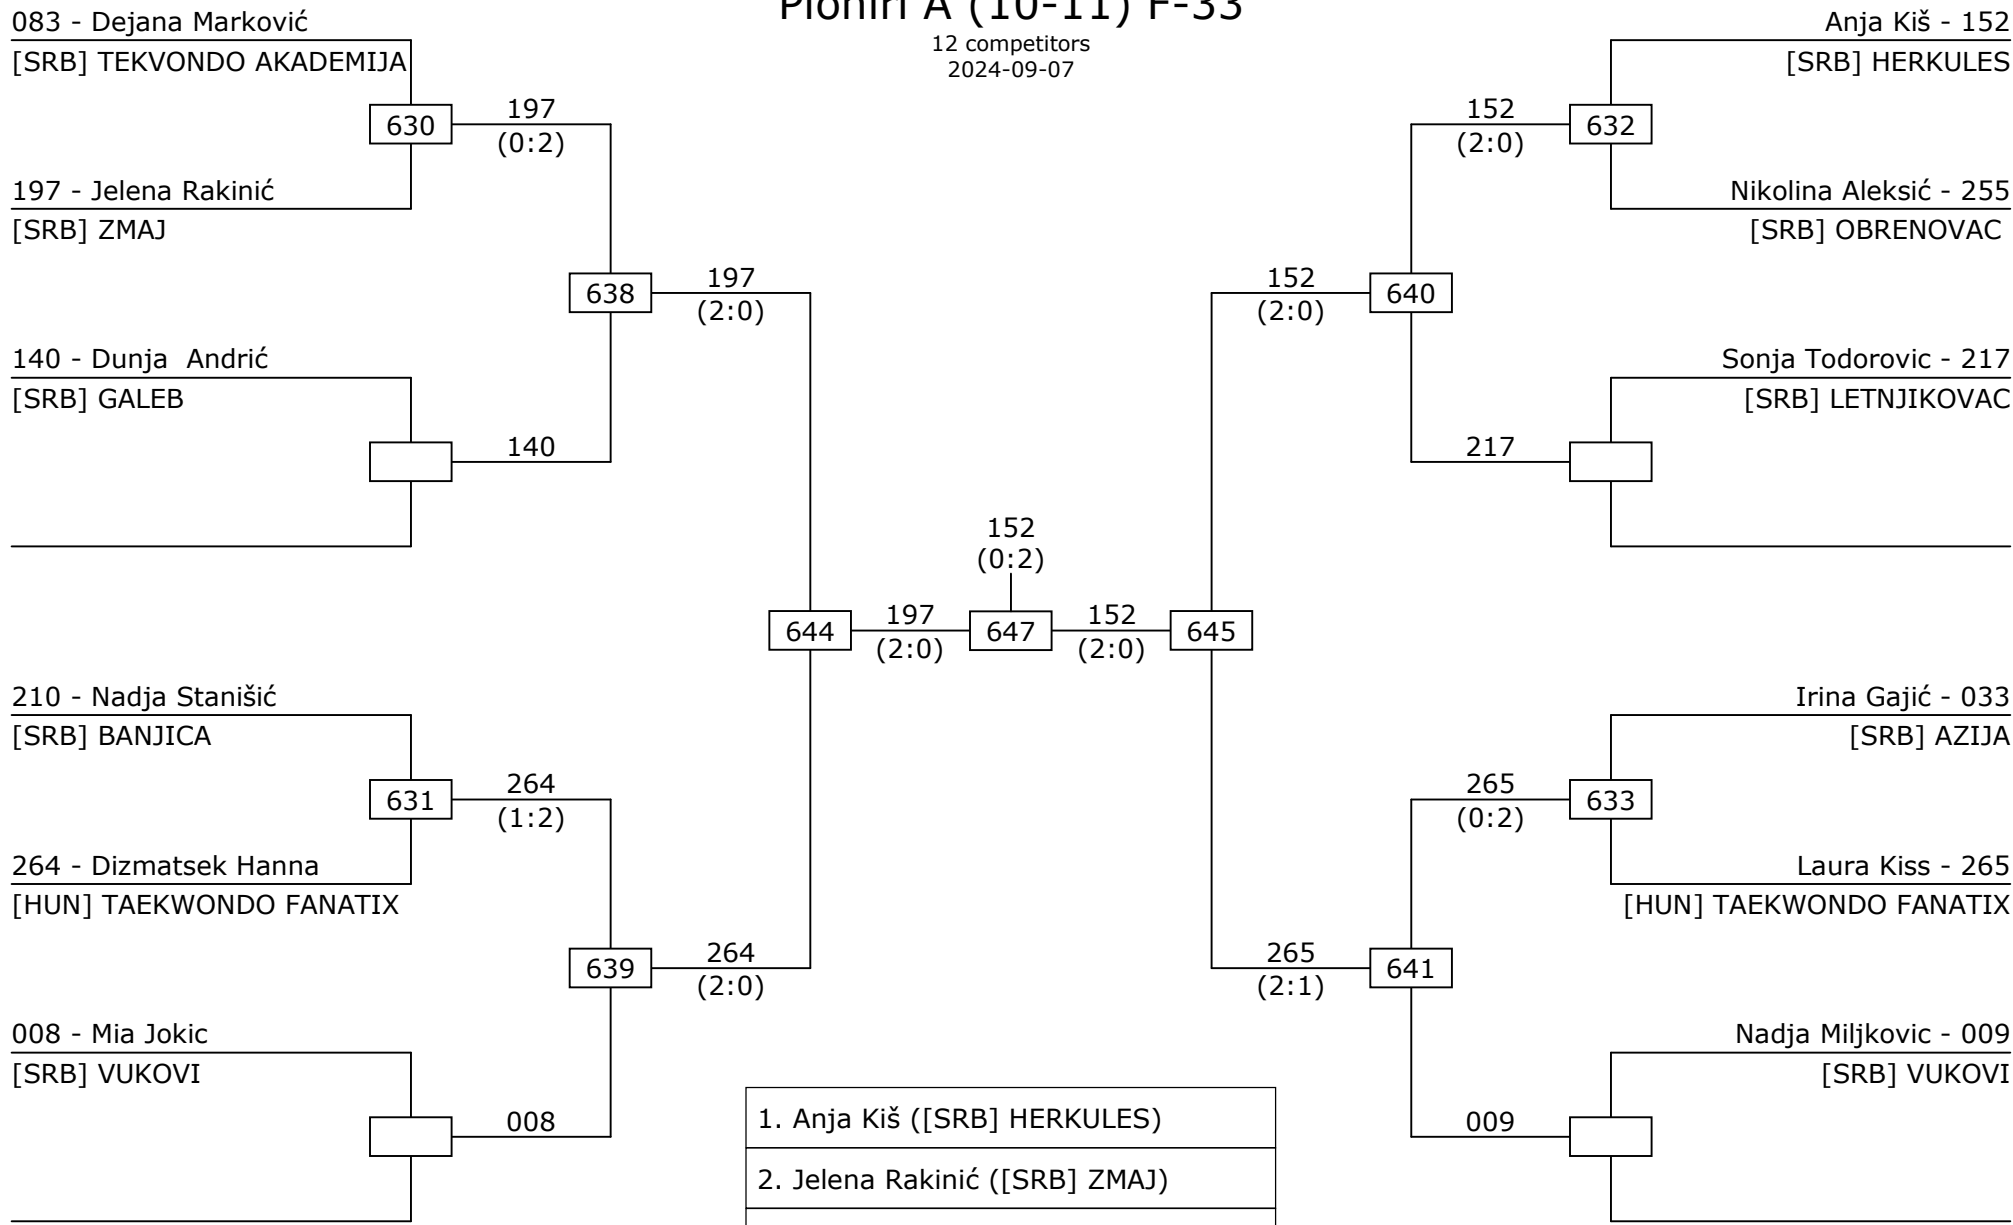 Pioniri A (10-11) F-33
12 competitors
2024-09-07
083 - Dejana Marković
[SRB] TEKVONDO AKADEMIJA
630
197
(0:2)
197 - Jelena Rakinić
[SRB] ZMAJ
638
197
(2:0)
140 - Dunja  Andrić
[SRB] GALEB
140
644
197
(2:0)
210 - Nadja Stanišić
[SRB] BANJICA
631
264
(1:2)
264 - Dizmatsek Hanna
[HUN] TAEKWONDO FANATIX
639
264
(2:0)
008 - Mia Jokic
[SRB] VUKOVI
008
152
(0:2)
647
Anja Kiš - 152
[SRB] HERKULES
152
(2:0)
632
Nikolina Aleksić - 255
[SRB] OBRENOVAC
152
(2:0)
640
Sonja Todorovic - 217
[SRB] LETNJIKOVAC
217
152
(2:0)
645
Irina Gajić - 033
[SRB] AZIJA
265
(0:2)
633
Laura Kiss - 265
[HUN] TAEKWONDO FANATIX
265
(2:1)
641
Nadja Miljkovic - 009
[SRB] VUKOVI
009
1. Anja Kiš ([SRB] HERKULES)
2. Jelena Rakinić ([SRB] ZMAJ)